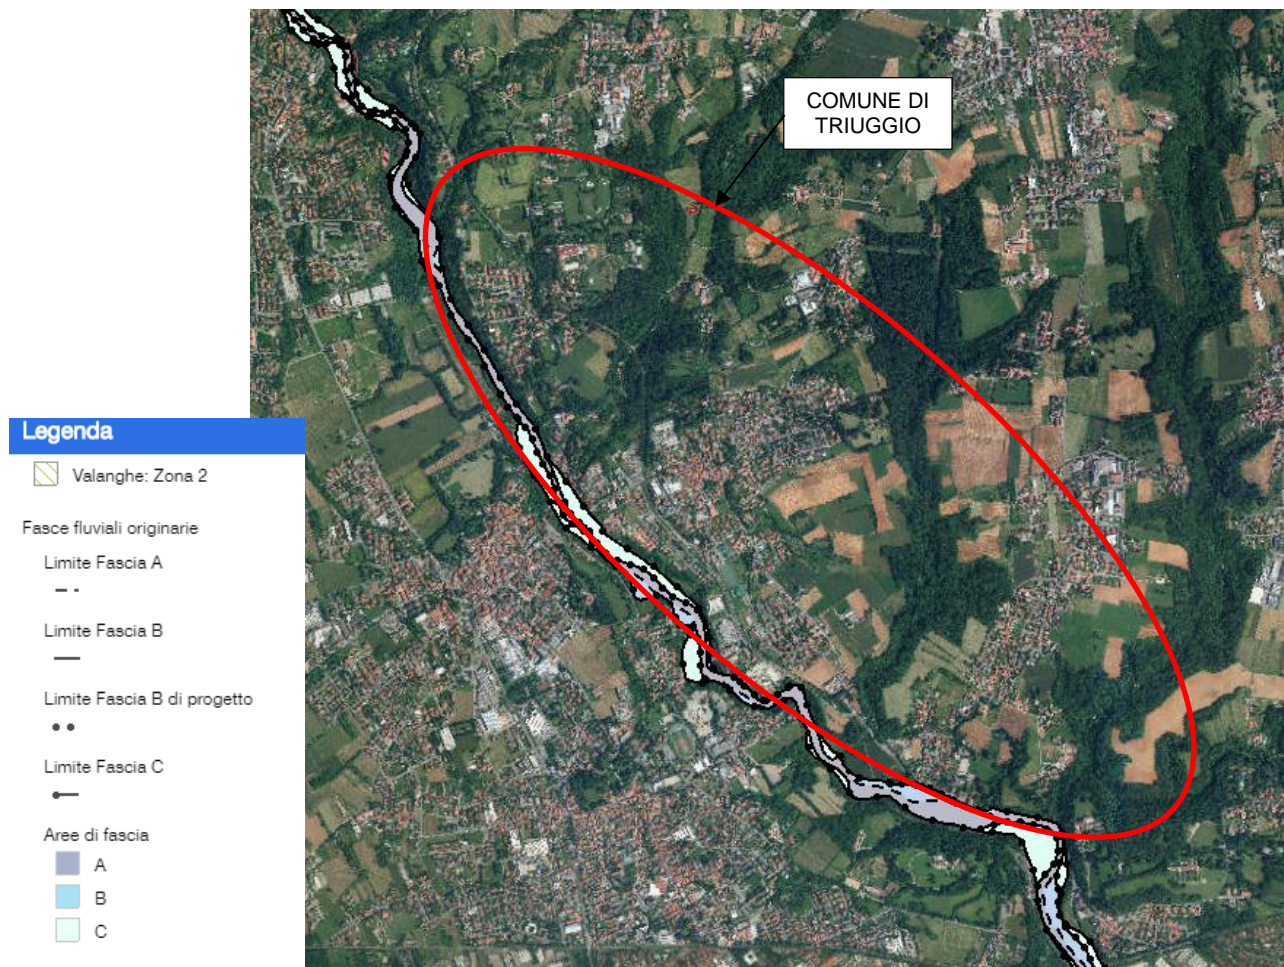 COMUNE DI
TRIUGGIO
Legenda
Valanghe: Zona 2
Fasce fluviali originarie
Limite Fascia A
Limite Fascia B
Limite Fascia B di progetto
Limite Fascia C
Aree di fascia
A
B
C